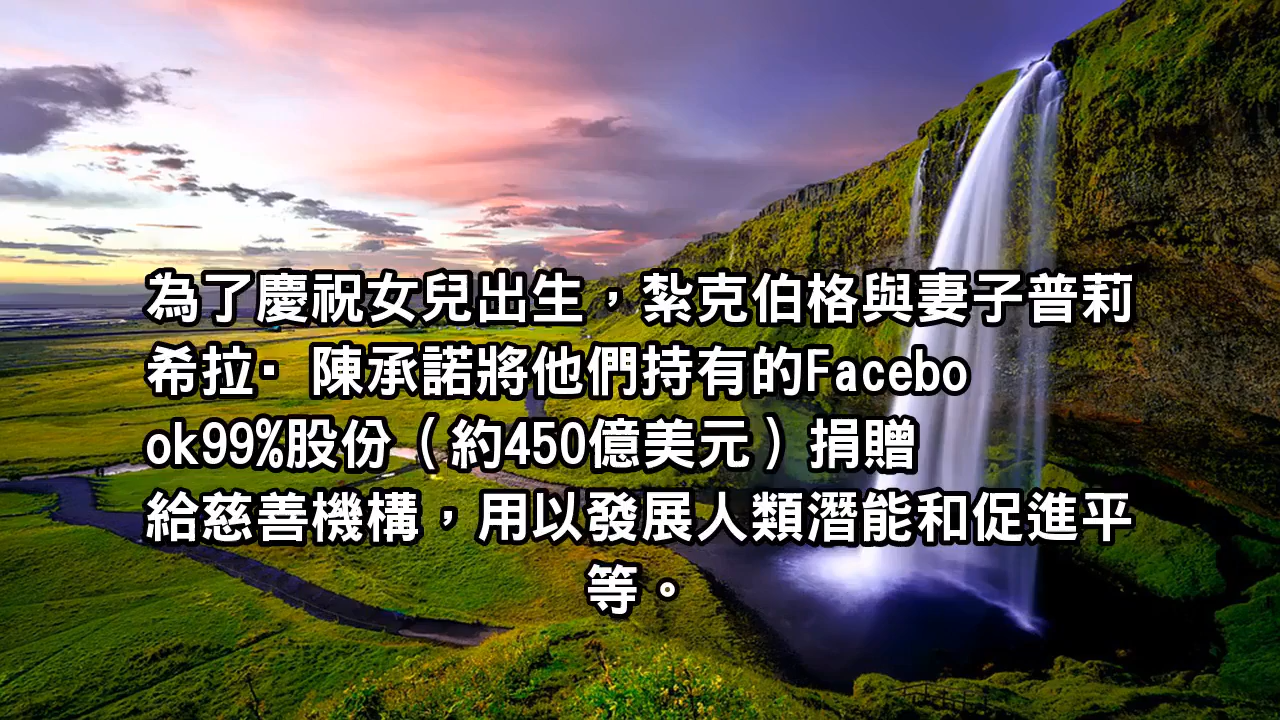 為了慶祝女兒出生，紮克伯格與妻子普莉
希拉·陳承諾將他們持有的Facebo
ok99%股份（約450億美元）捐贈
給慈善機構，用以發展人類潛能和促進平
等。